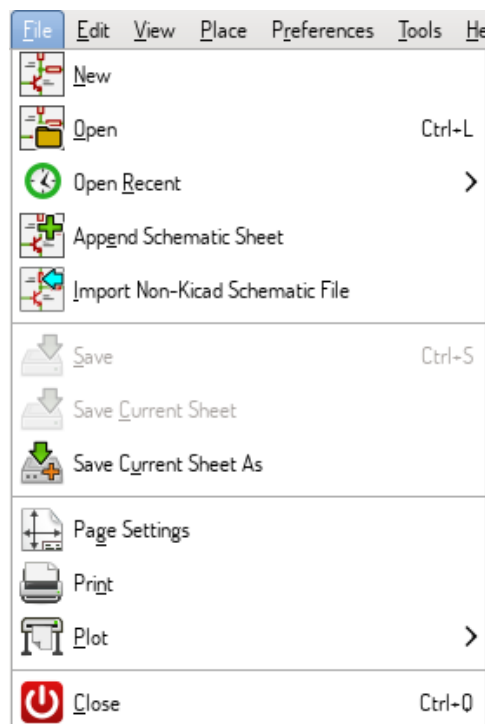 File Edit View Place Preferences Tools He
New
Open Ctrl+L
Open Recent
Append Schematic Sheet
Import Non-Kicad Schematic File
Save Ctrl+S
Save Current Sheet
Save Current Sheet As
Page Settings
Print
Plot
Close Ctrl+Q